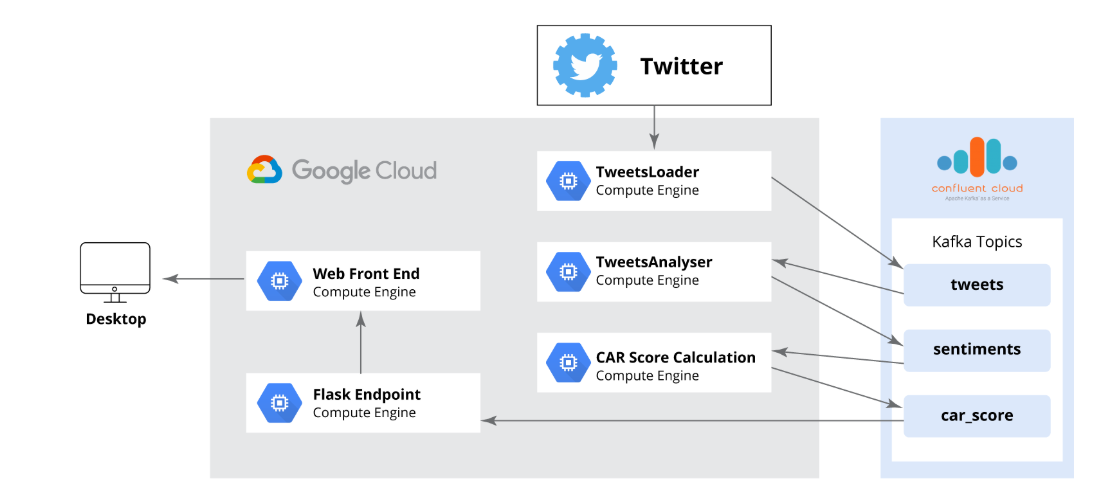 Twitter
Google Cloud
TweetsLoader
Compute Engine
confluent cloud
Apache Kafka as a Service
Kafka Topics
tweets
sentiments
car_score
TweetsAnalyser
Compute Engine
CAR Score Calculation
Compute Engine
Web Front End
Compute Engine
Flask Endpoint
Compute Engine
Desktop